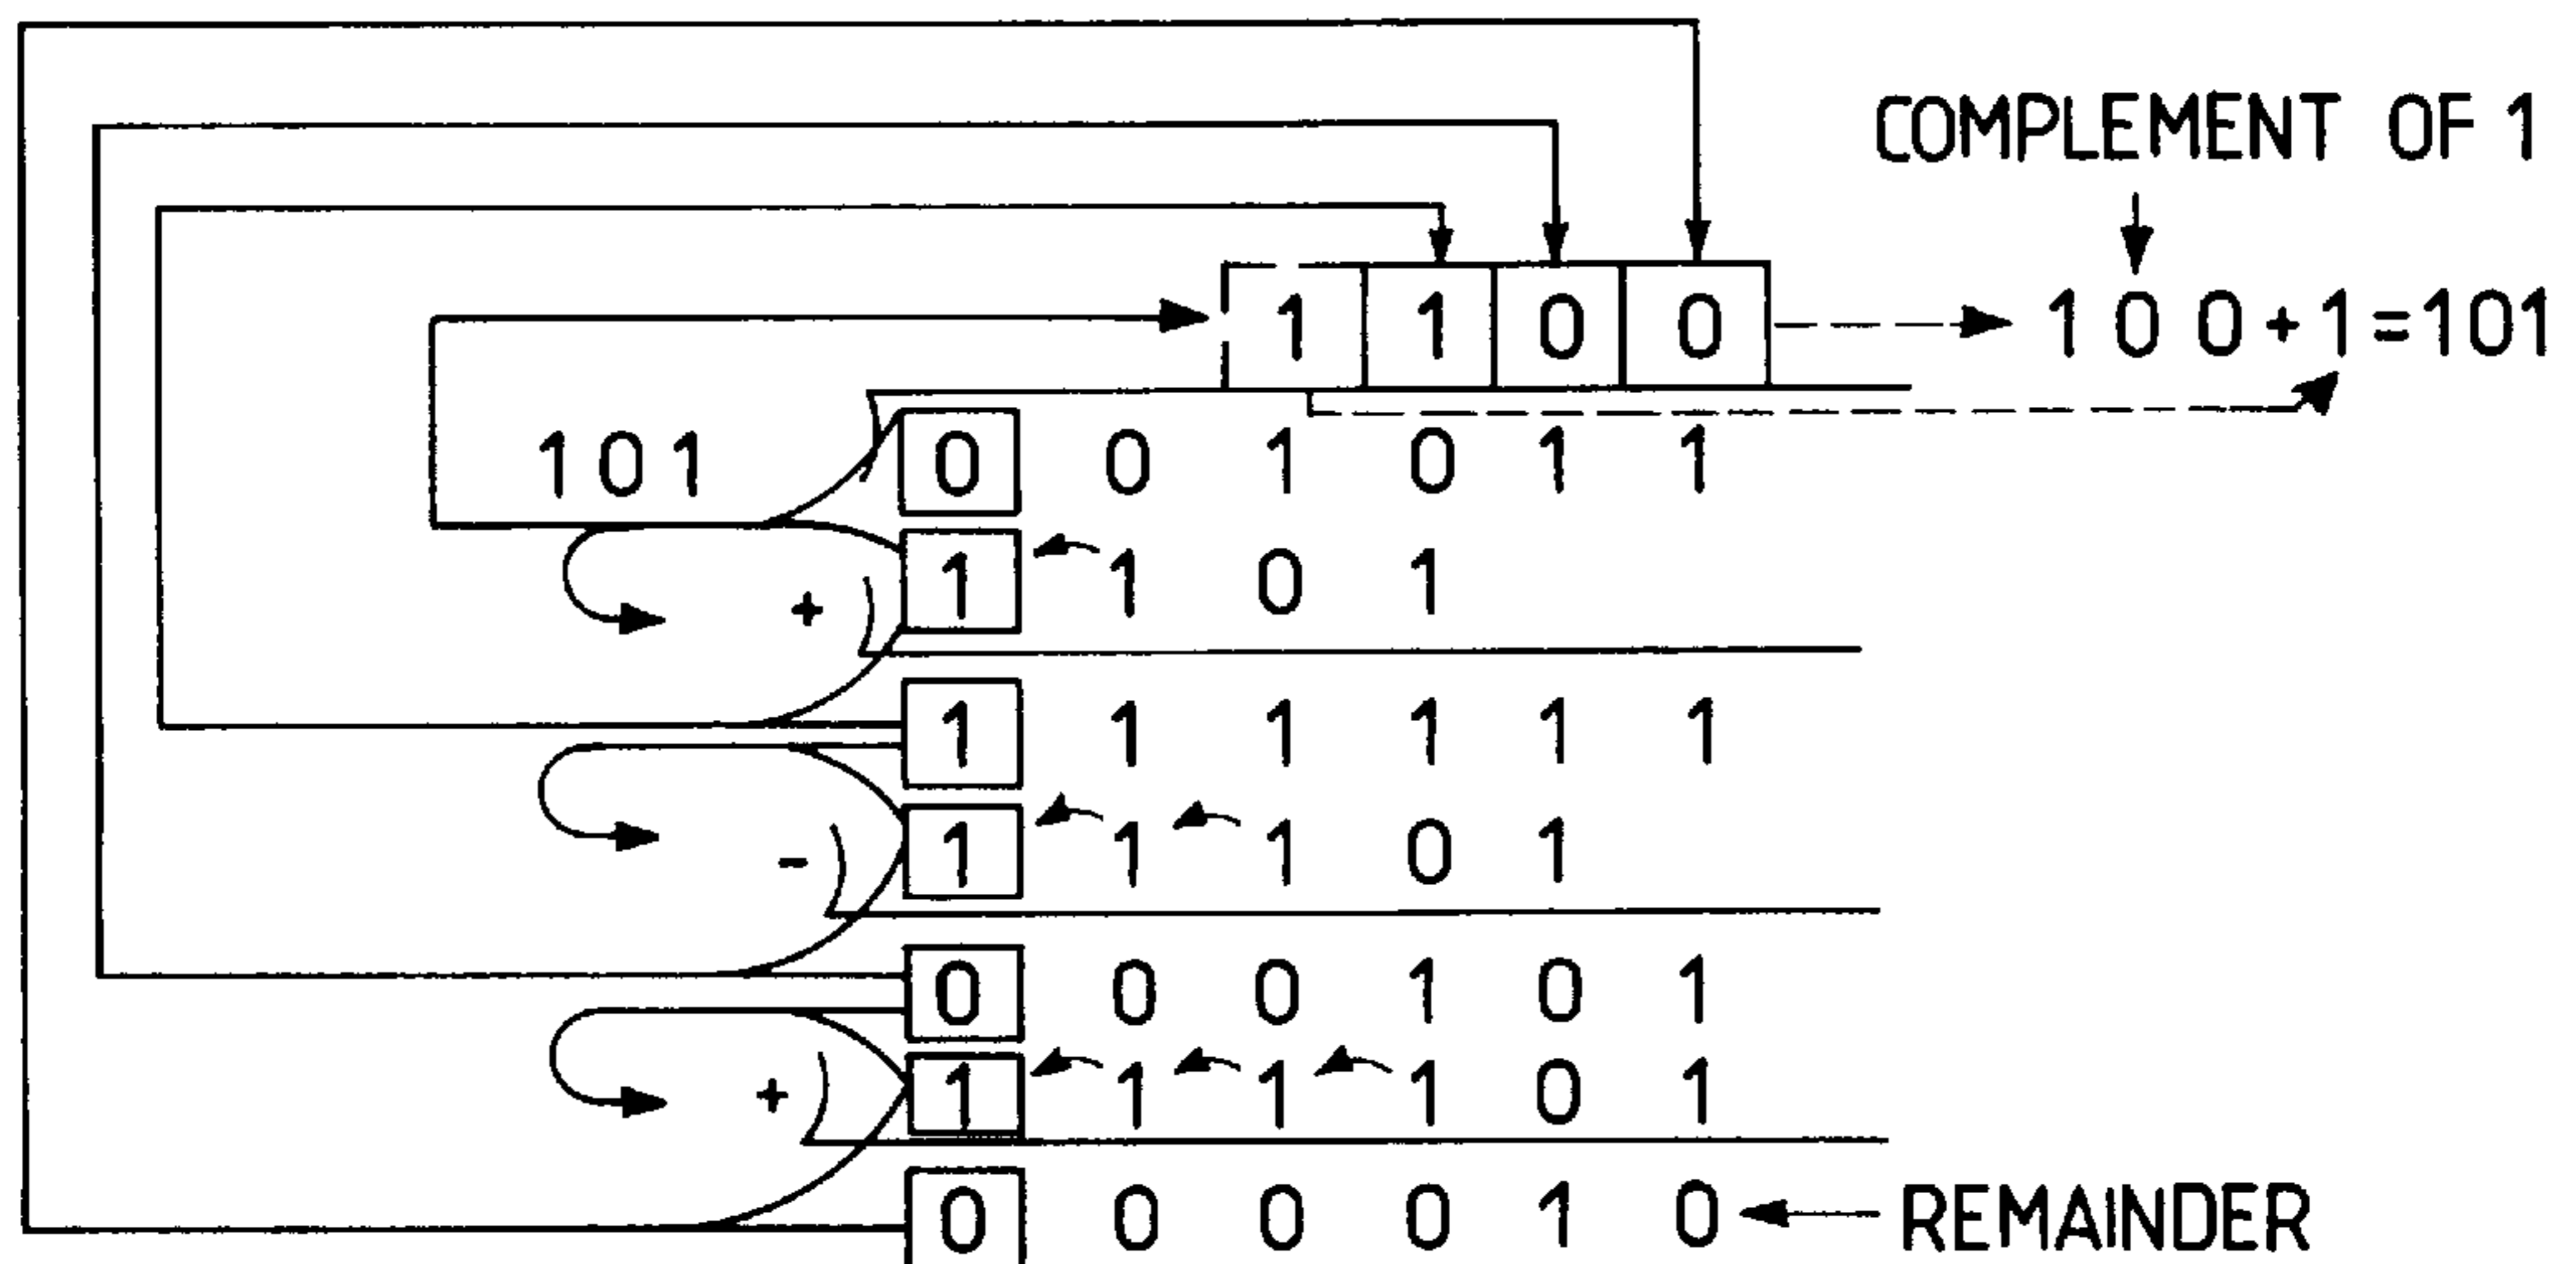 COMPLEMENT OF 1
1 1 0 0 1 0 0 + 1 = 101
101 0 0 1 0 1 1
1 1 0 1
+
1 1 1 1 1 1
1 1 1 0 1
-
0 0 0 1 0 1
1 1 1 1 0 1
+
0 0 0 0 1 0 REMAINDER